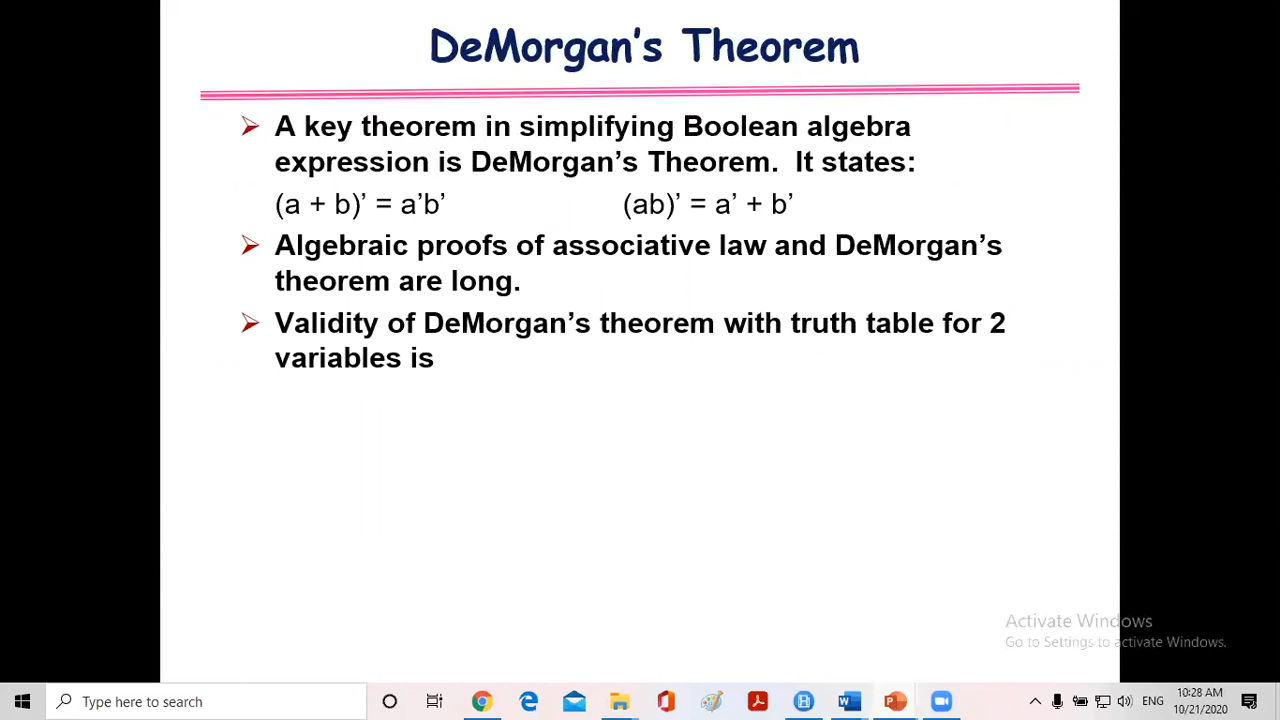 DeMorgan's Theorem
A key theorem in simplifying Boolean algebra
expression is DeMorgan’s Theorem.  It states:
(a + b)’ = a’b’ (ab)’ = a’ + b’
Algebraic proofs of associative law and DeMorgan’s
theorem are long.
Validity of DeMorgan’s theorem with truth table for 2
variables is
Activate Windows
Go to Settings to activate Windows.
Type here to search
ENG
10:28 AM
10/21/2020